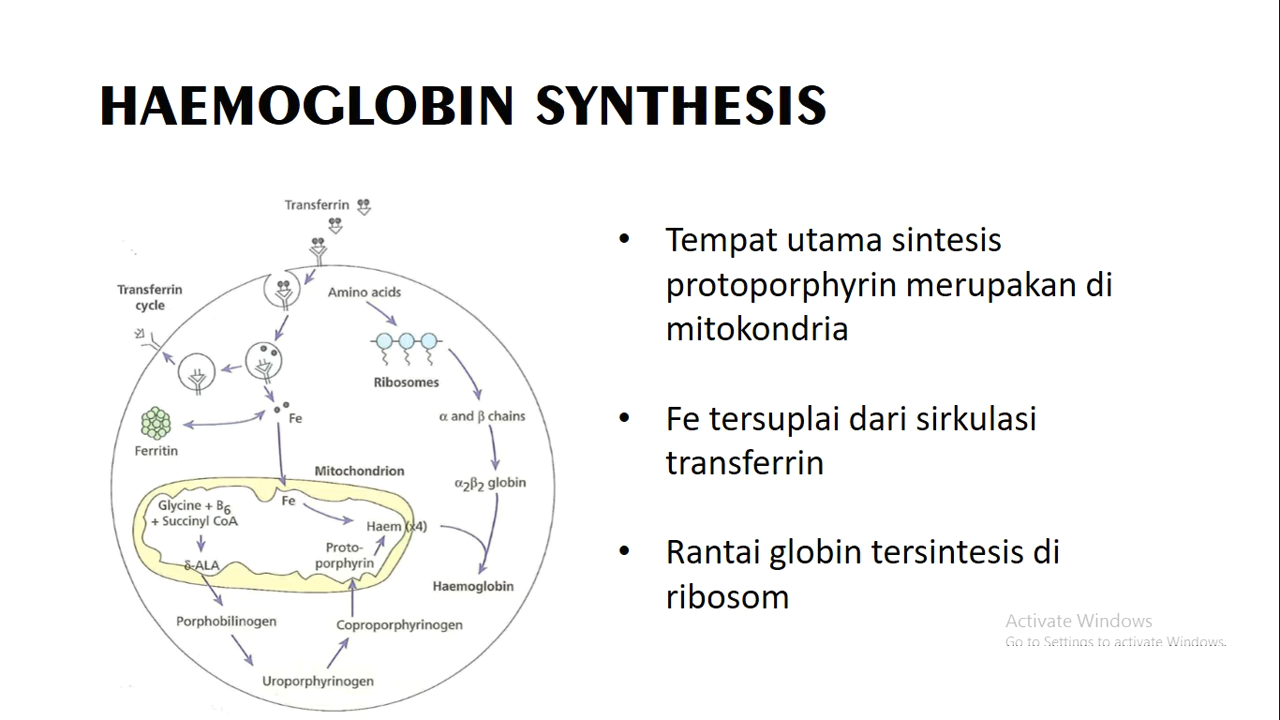 HAEMOGLOBIN SYNTHESIS
Transferrin
Transferrin
cycle
Amino acids
Ribosomes
Fe
α and β chains
Ferritin
Mitochondrion
α₂β₂ globin
Glycine + B₆
+ Succinyl CoA
Fe
Haem (x4)
Proto-
porphyrin
δ-ALA
Haemoglobin
Porphobilinogen
Coproporphyrinogen
Uroporphyrinogen
• Tempat utama sintesis
protoporphyrin merupakan di
mitokondria
• Fe tersuplai dari sirkulasi
transferrin
• Rantai globin tersintesis di
ribosom
Activate Windows
Go to Settings to activate Windows.